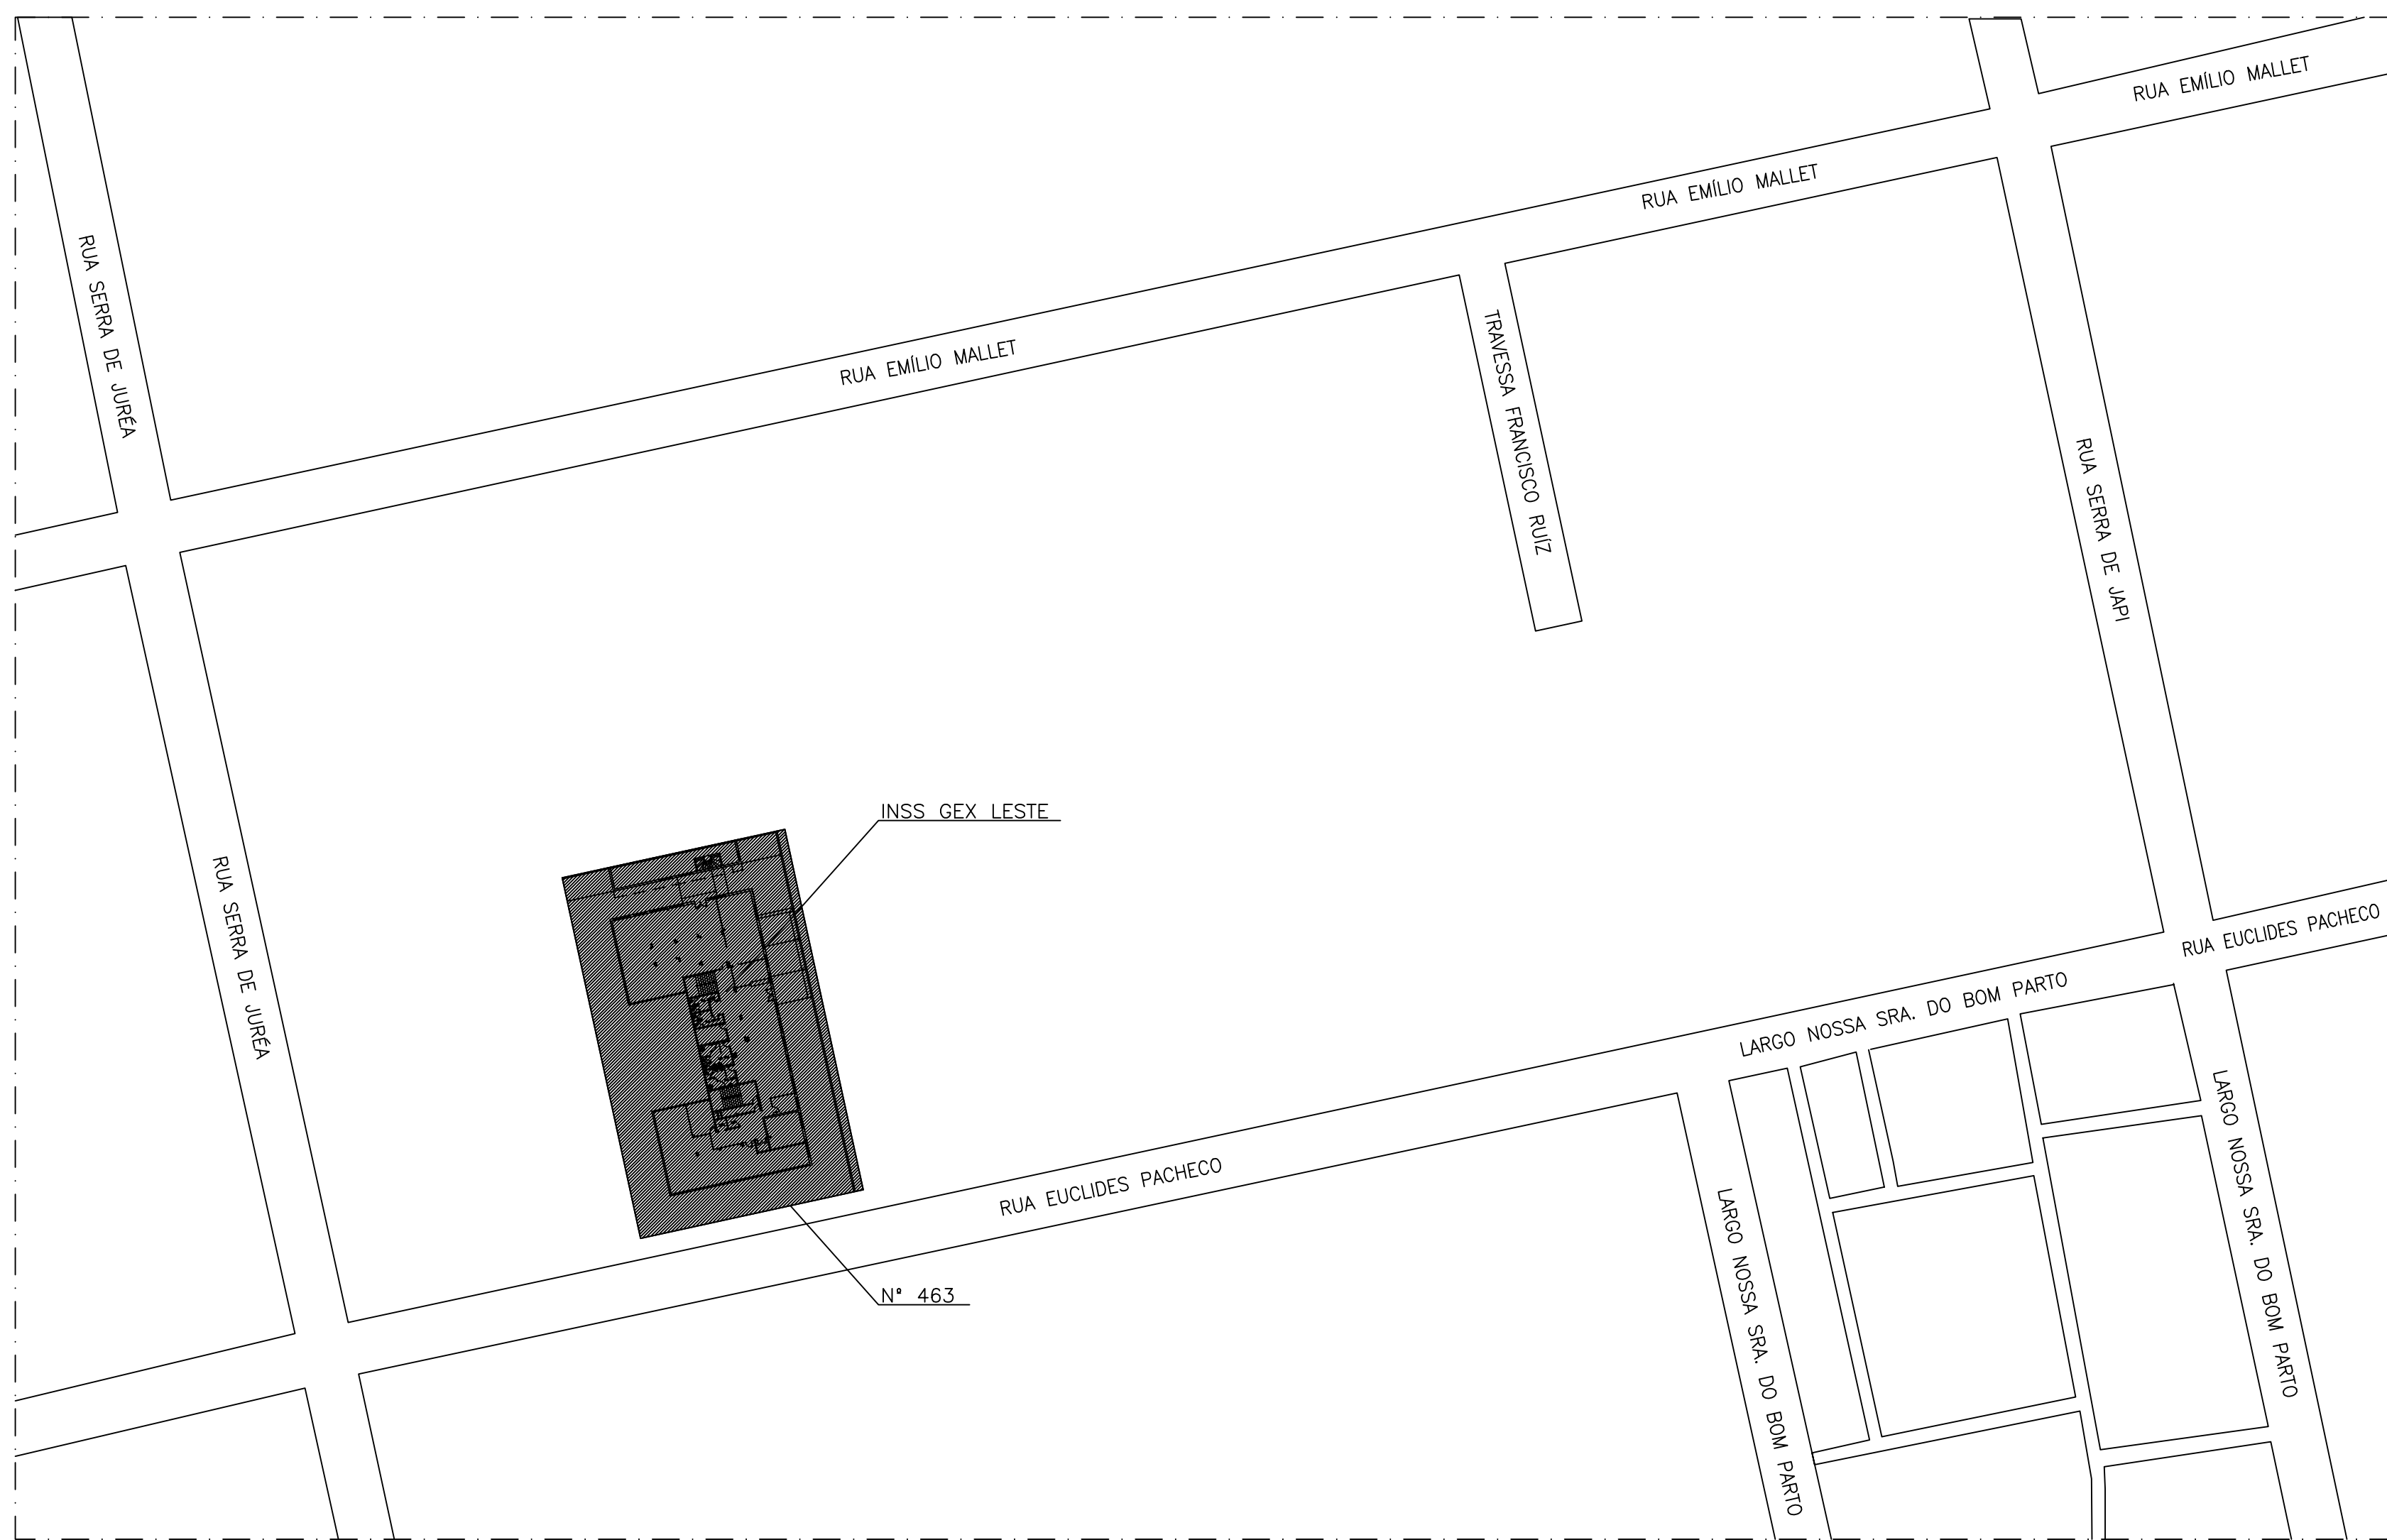 RUA EMÍLIO MALLET
RUA EMÍLIO MALLET
RUA SERRA DE JURÉA
RUA EMÍLIO MALLET
TRAVESSA FRANCISCO RUÍZ
RUA SERRA DE JAPI
INSS GEX LESTE
RUA SERRA DE JURÉA
RUA EUCLIDES PACHECO
LARGO NOSSA SRA. DO BOM PARTO
RUA EUCLIDES PACHECO
LARGO NOSSA SRA. DO BOM PARTO
LARGO NOSSA SRA. DO BOM PARTO
Nº 463